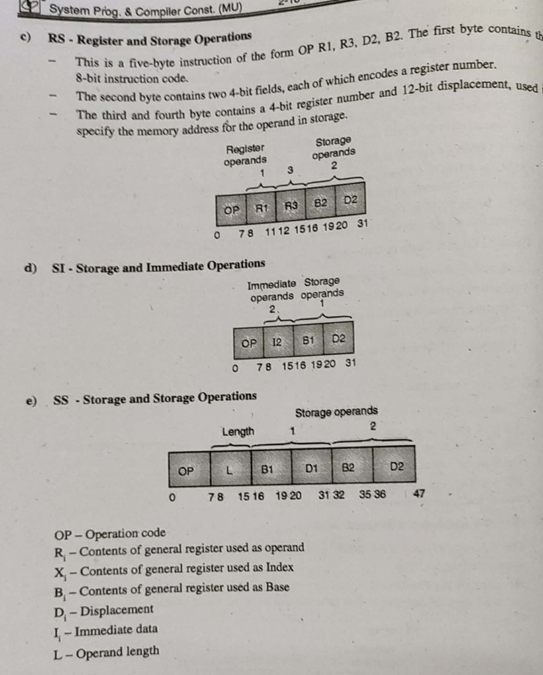 System Prog. & Compiler Const. (MU)
c) RS - Register and Storage Operations
– This is a five-byte instruction of the form OP R1, R3, D2, B2. The first byte contains
8-bit instruction code.
– The second byte contains two 4-bit fields, each of which encodes a register number.
– The third and fourth byte contains a 4-bit register number and 12-bit displacement, used
specify the memory address for the operand in storage.
Register Storage
operands operands
1 3 2
OP R1 R3 B2 D2
0 7 8 11 12 15 16 19 20 31
d) SI - Storage and Immediate Operations
Immediate Storage
operands operands
2 1
OP I2 B1 D2
0 7 8 15 16 19 20 31
e) SS - Storage and Storage Operations
Storage operands
Length 1 2
OP L B1 D1 B2 D2
0 7 8 15 16 19 20 31 32 35 36 47
OP – Operation code
Ri – Contents of general register used as operand
Xi – Contents of general register used as Index
Bi – Contents of general register used as Base
Di – Displacement
Ii – Immediate data
L – Operand length